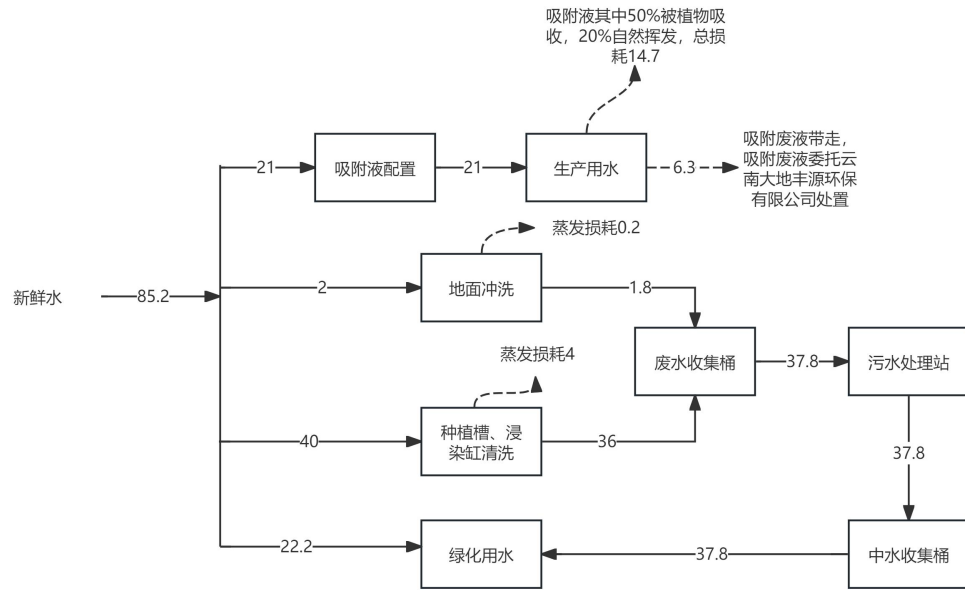 吸附液其中50%被植物吸
收，20%自然挥发，总损
耗14.7
21
吸附液配置
21
生产用水
6.3
吸附废液带走，
吸附废液委托云
南大地丰源环保
有限公司处置
蒸发损耗0.2
新鲜水
85.2
2
地面冲洗
1.8
蒸发损耗4
废水收集桶
37.8
污水处理站
40
种植槽、浸
染缸清洗
36
37.8
22.2
绿化用水
37.8
中水收集桶